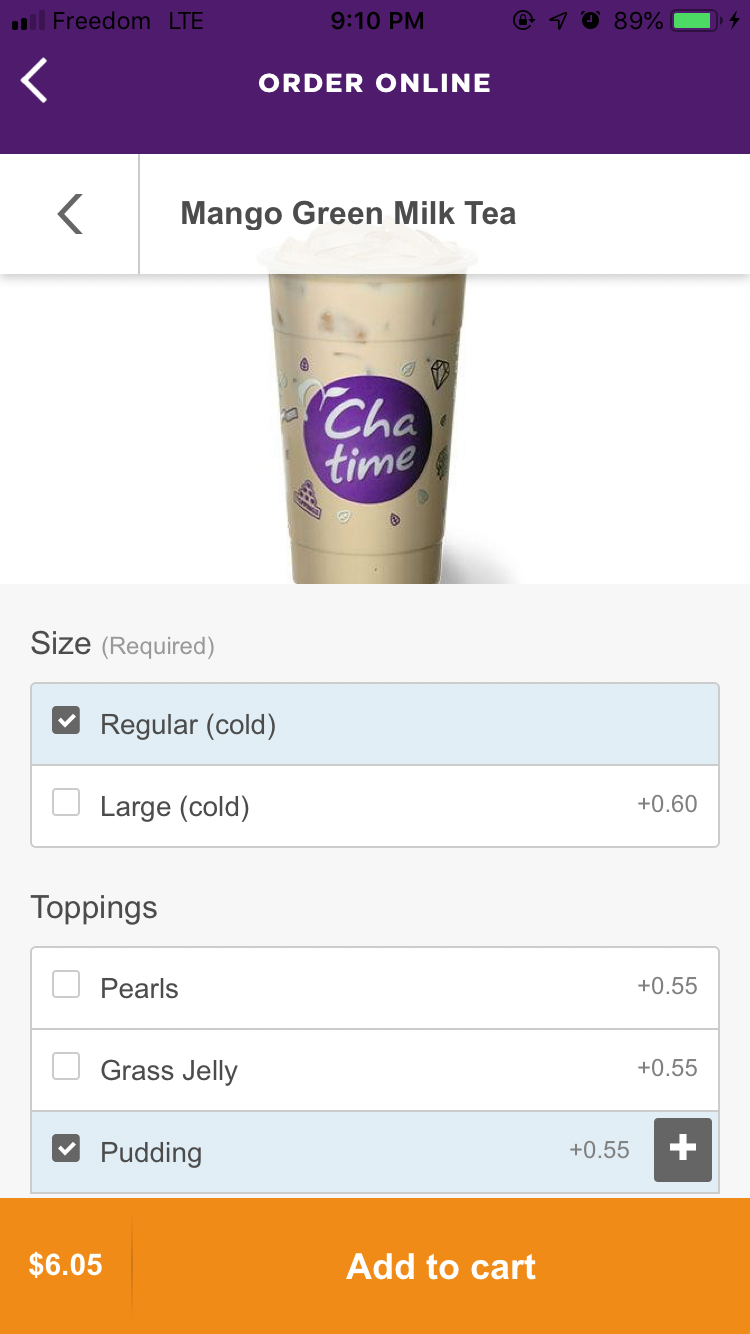 Freedom LTE 9:10 PM 89%
ORDER ONLINE
Mango Green Milk Tea
Cha
time
Size (Required)
Regular (cold)
Large (cold) +0.60
Toppings
Pearls +0.55
Grass Jelly +0.55
Pudding +0.55
$6.05 Add to cart